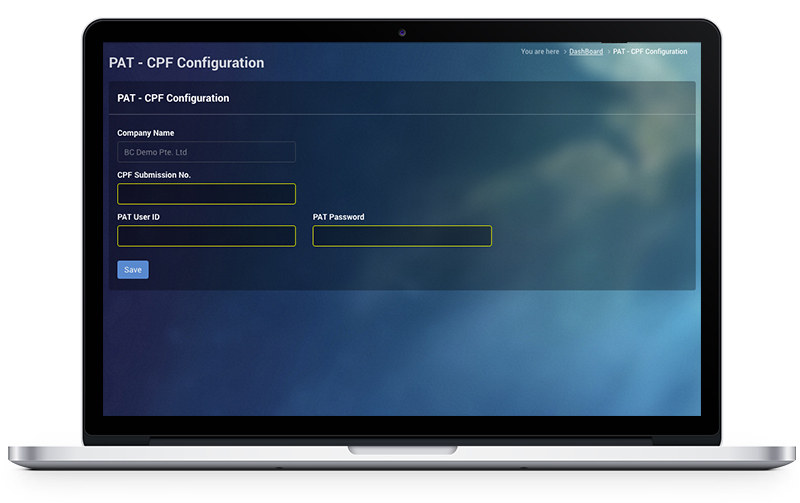 You are here > DashBoard > PAT - CPF Configuration
PAT - CPF Configuration
PAT - CPF Configuration
Company Name
BC Demo Pte. Ltd
CPF Submission No.
PAT User ID PAT Password
Save